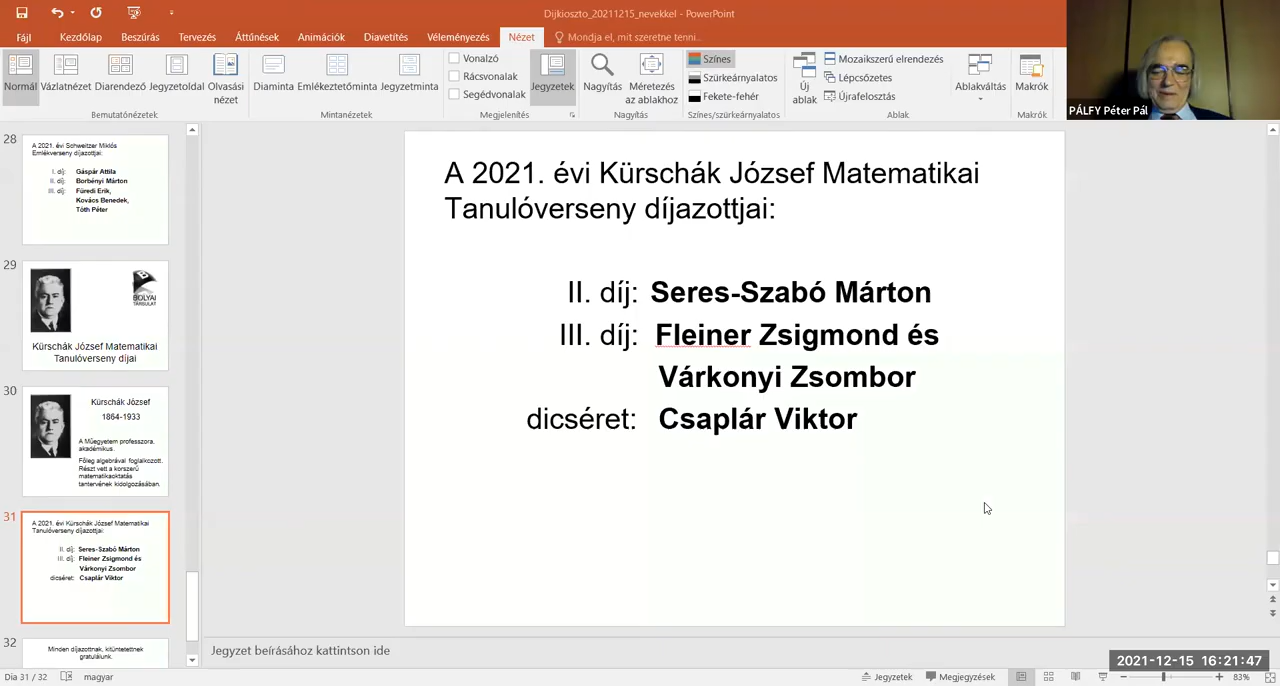 Dijkioszto_20211215_nevekkel - PowerPoint
Fájl Kezdőlap Beszúrás Tervezés Áttűnések Animációk Diavetítés Véleményezés Nézet Mondja el, mit szeretne tenni...
Normál Vázlatnézet Diarendező Jegyzetoldal Olvasási nézet
Bemutatónézetek
Diaminta Emlékeztetőminta Jegyzetminta
Mintanézetek
Vonalzó
Rácsvonalak
Segédvonalak
Jegyzetek
Megjelenítés
Nagyítás Méretezés az ablakhoz
Nagyítás
Színes
Szürkeárnyalatos
Fekete-fehér
Színes/szürkeárnyalatos
Új ablak
Mozaikszerű elrendezés
Lépcsőzetes
Újrafelosztás
Ablakváltás
Ablak
Makrók
Makrók
PÁLFY Péter Pál
28
A 2021. évi Schweitzer Miklós
Emlékverseny díjazottjai:
I. díj: Gáspár Attila
II. díj: Borbényi Márton
III. díj: Füredi Erik,
Kovács Benedek,
Tóth Péter
29
BOLYAI
TÁRSULAT
Kürschák József Matematikai
Tanulóverseny díjai
30
Kürschák József
1864-1933
A Műegyetem professzora,
akadémikus.
Főleg algebrával foglalkozott.
Részt vett a korszerű
matematikaoktatás
tantervének kidolgozásában.
31
A 2021. évi Kürschák József Matematikai
Tanulóverseny díjazottjai:
II. díj: Seres-Szabó Márton
III. díj: Fleiner Zsigmond és
Várkonyi Zsombor
dicséret: Csaplár Viktor
32
Minden díjazottnak, kitüntetettnek
gratulálunk.
A 2021. évi Kürschák József Matematikai
Tanulóverseny díjazottjai:
II. díj: Seres-Szabó Márton
III. díj: Fleiner Zsigmond és
Várkonyi Zsombor
dicséret: Csaplár Viktor
Jegyzet beírásához kattintson ide
2021-12-15 16:21:47
Dia 31 / 32 magyar Jegyzetek Megjegyzések 83%